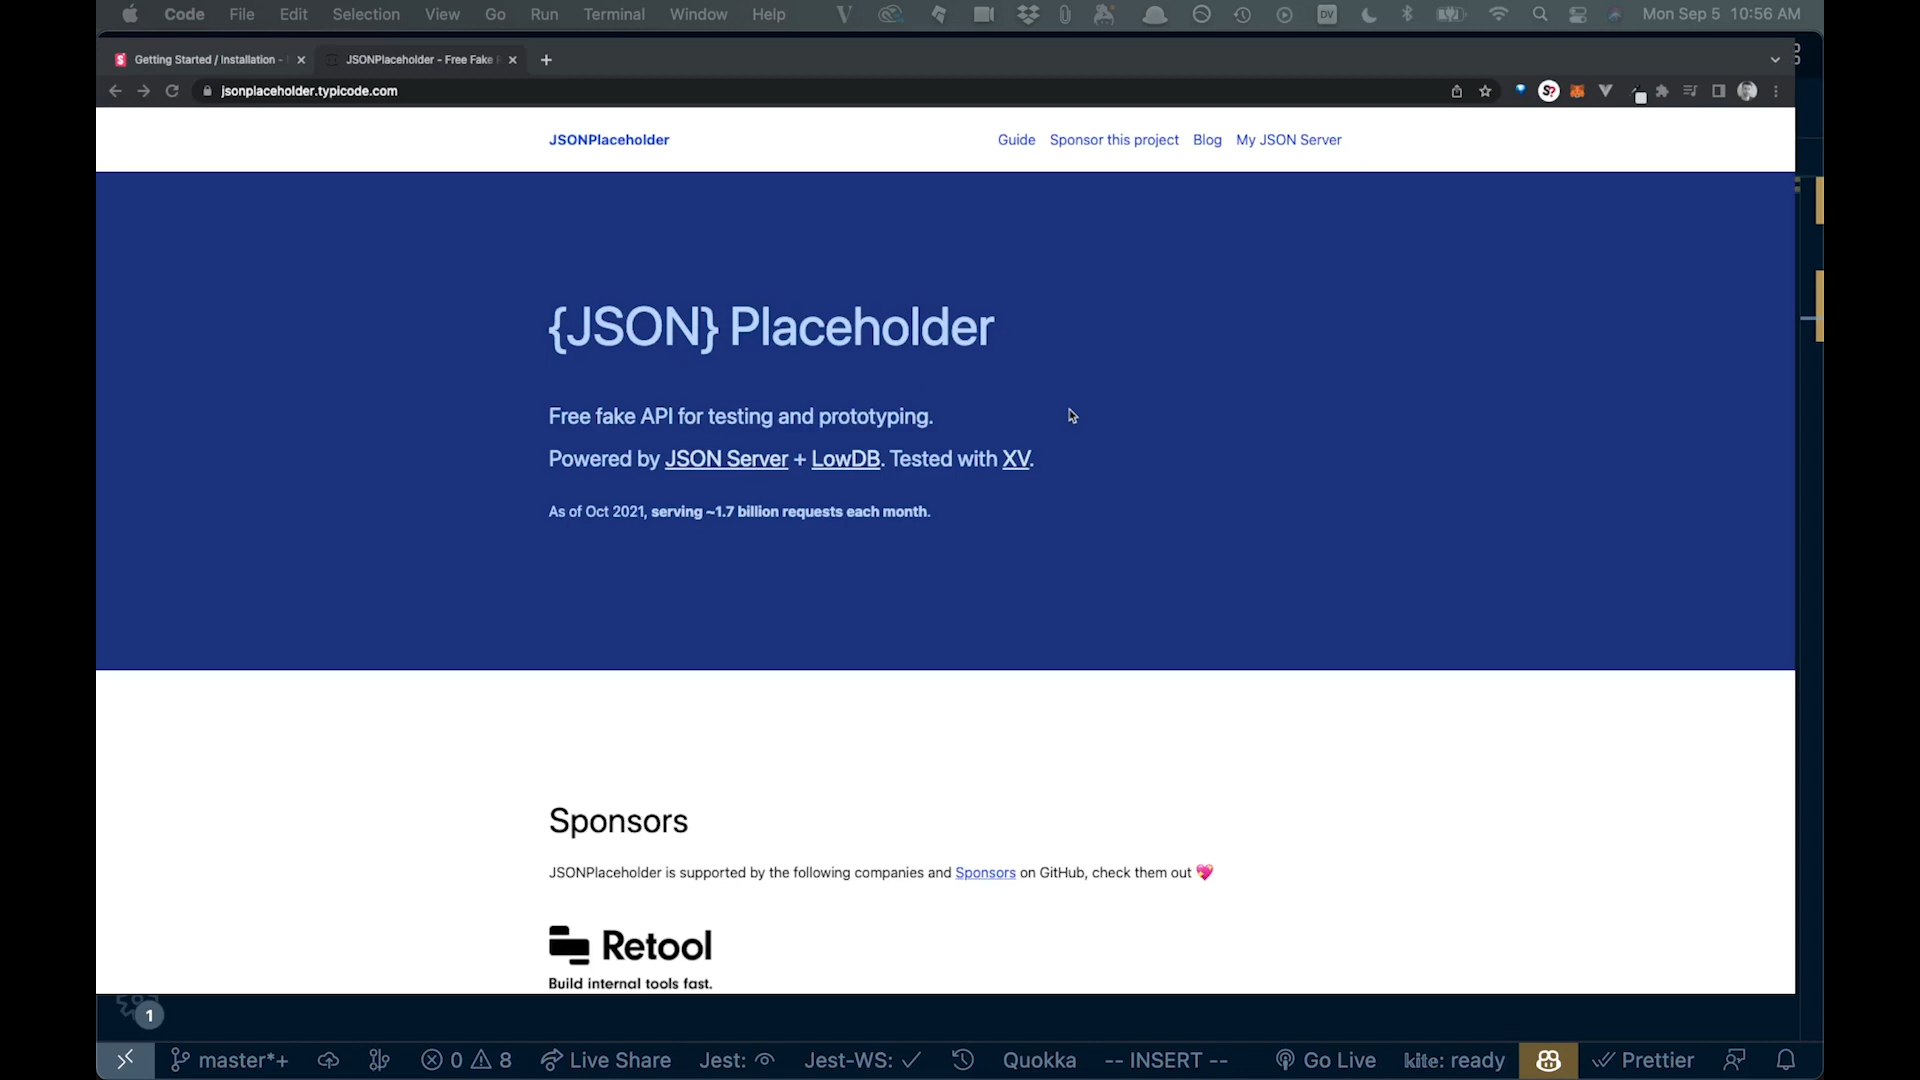 Code File Edit Selection View Go Run Terminal Window Help DV Mon Sep 5 10:56 AM
Getting Started / Installation - JSONPlaceholder - Free Fake
jsonplaceholder.typicode.com
JSONPlaceholder Guide Sponsor this project Blog My JSON Server
{JSON} Placeholder
Free fake API for testing and prototyping.
Powered by JSON Server + LowDB. Tested with XV.
As of Oct 2021, serving ~1.7 billion requests each month.
Sponsors
JSONPlaceholder is supported by the following companies and Sponsors on GitHub, check them out 💖
Retool
Build internal tools fast.
1
master*+ 0 8 Live Share Jest: Jest-WS: Quokka -- INSERT -- Go Live kite: ready Prettier